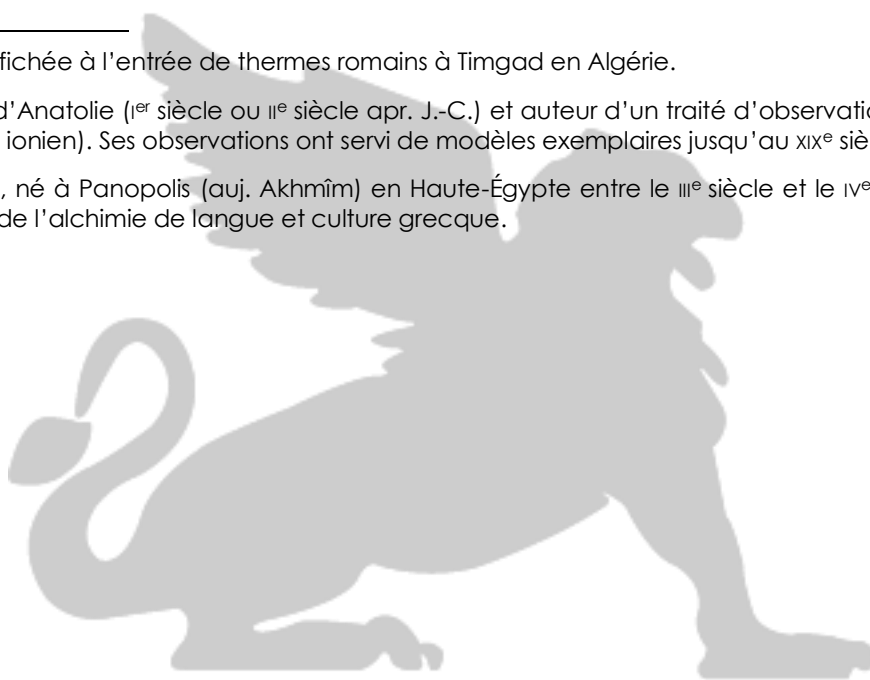 fichée à l’entrée de thermes romains à Timgad en Algérie.
d’Anatolie (Iᵉʳ siècle ou IIᵉ siècle apr. J.-C.) et auteur d’un traité d’observatio
ionien). Ses observations ont servi de modèles exemplaires jusqu’au XIXᵉ siè
, né à Panopolis (auj. Akhmîm) en Haute-Égypte entre le IIIᵉ siècle et le IVᵉ
de l’alchimie de langue et culture grecque.